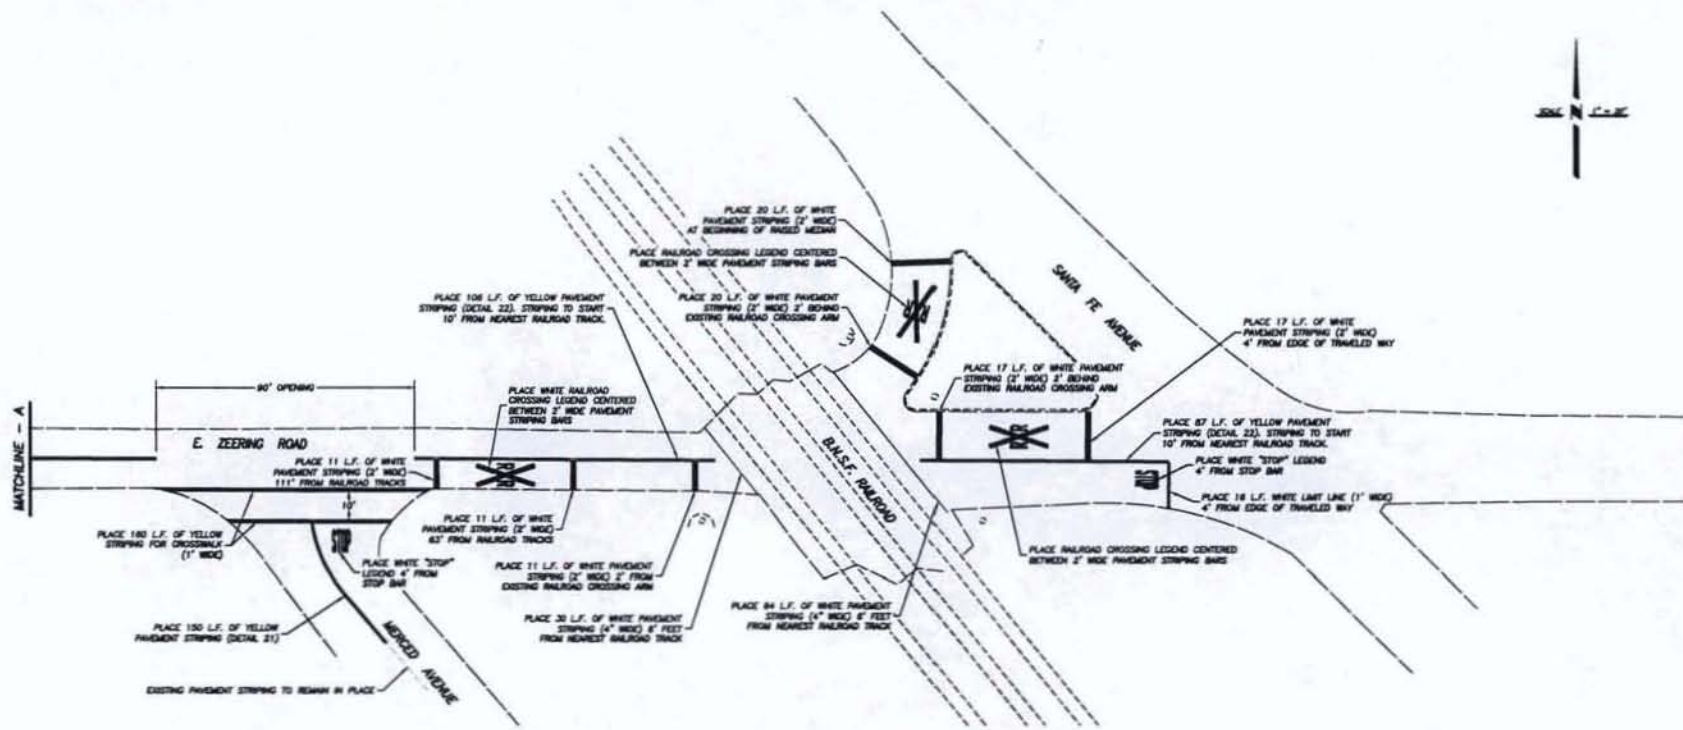 SCALE N 1" = 20'
PLACE 20 L.F. OF WHITE
PAVEMENT STRIPING (2' WIDE)
AT BEGINNING OF RAISED MEDIAN
PLACE RAILROAD CROSSING LEGEND CENTERED
BETWEEN 2' WIDE PAVEMENT STRIPING BARS
PLACE 20 L.F. OF WHITE PAVEMENT
STRIPING (2' WIDE) 2' BEHIND
EXISTING RAILROAD CROSSING ARM
SANTA FE AVENUE
PLACE 106 L.F. OF YELLOW PAVEMENT
STRIPING (DETAIL 22). STRIPING TO START
10' FROM NEAREST RAILROAD TRACK.
PLACE 17 L.F. OF WHITE
PAVEMENT STRIPING (2' WIDE)
4' FROM EDGE OF TRAVELED WAY
PLACE 17 L.F. OF WHITE PAVEMENT
STRIPING (2' WIDE) 2' BEHIND
EXISTING RAILROAD CROSSING ARM
90' OPENING
PLACE WHITE RAILROAD
CROSSING LEGEND CENTERED
BETWEEN 2' WIDE PAVEMENT
STRIPING BARS
MATCHLINE - A
E. ZEERING ROAD
PLACE 11 L.F. OF WHITE
PAVEMENT STRIPING (2' WIDE)
111' FROM RAILROAD TRACKS
B.N.S.F. RAILROAD
PLACE 87 L.F. OF YELLOW PAVEMENT
STRIPING (DETAIL 22). STRIPING TO START
10' FROM NEAREST RAILROAD TRACK.
PLACE WHITE "STOP" LEGEND
4' FROM STOP BAR
STOP
PLACE 18 L.F. WHITE LIMIT LINE (1' WIDE)
4' FROM EDGE OF TRAVELED WAY
10'
PLACE 180 L.F. OF YELLOW
STRIPING FOR CROSSWALK
(1' WIDE)
STOP
PLACE 11 L.F. OF WHITE
PAVEMENT STRIPING (2' WIDE)
63' FROM RAILROAD TRACKS
PLACE WHITE "STOP"
LEGEND 4' FROM
STOP BAR
PLACE 11 L.F. OF WHITE PAVEMENT
STRIPING (2' WIDE) 2' FROM
EXISTING RAILROAD CROSSING ARM
PLACE RAILROAD CROSSING LEGEND CENTERED
BETWEEN 2' WIDE PAVEMENT STRIPING BARS
PLACE 30 L.F. OF WHITE PAVEMENT
STRIPING (4" WIDE) 8' FEET
FROM NEAREST RAILROAD TRACK
PLACE 84 L.F. OF WHITE PAVEMENT
STRIPING (4" WIDE) 8' FEET
FROM NEAREST RAILROAD TRACK
PLACE 150 L.F. OF YELLOW
PAVEMENT STRIPING (DETAIL 21)
MERCED AVENUE
EXISTING PAVEMENT STRIPING TO REMAIN IN PLACE